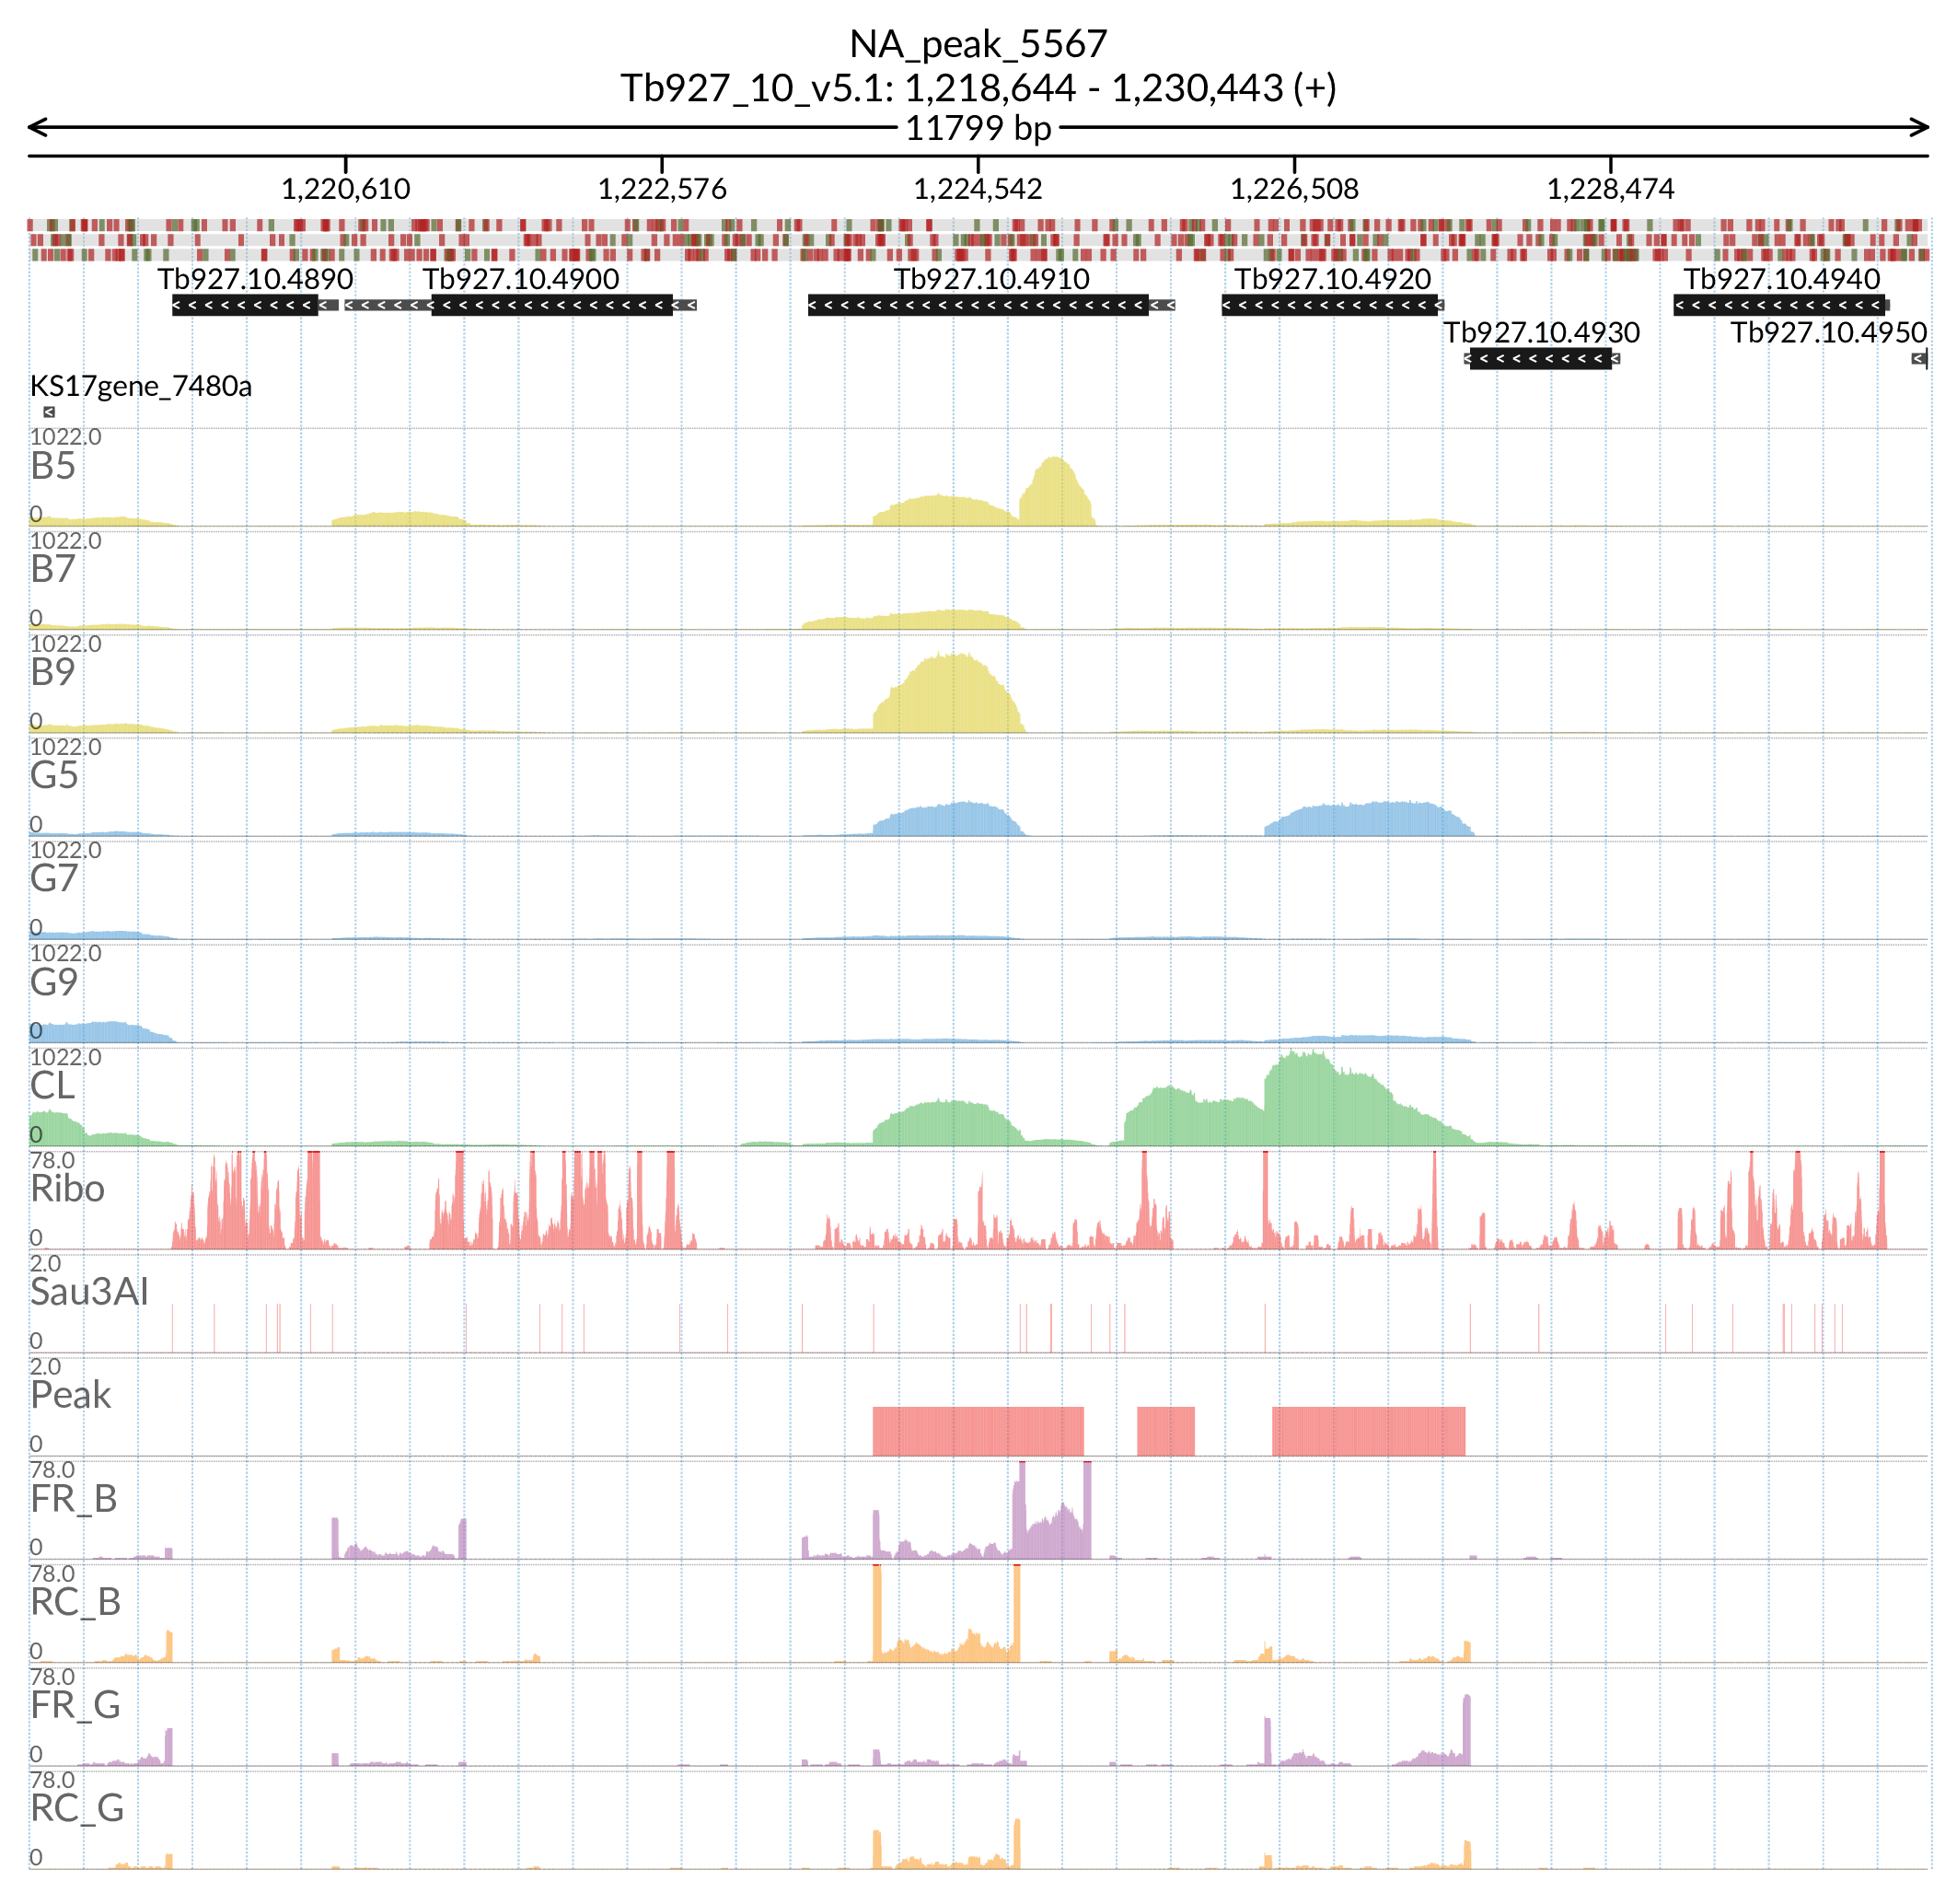 NA_peak_5567
Tb927_10_v5.1: 1,218,644 - 1,230,443 (+)
11799 bp
1,220,610 1,222,576 1,224,542 1,226,508 1,228,474
Tb927.10.4890 Tb927.10.4900 Tb927.10.4910 Tb927.10.4920 Tb927.10.4940
Tb927.10.4930 Tb927.10.4950
KS17gene_7480a
1022.0
B5
0
1022.0
B7
0
1022.0
B9
0
1022.0
G5
0
1022.0
G7
0
1022.0
G9
0
1022.0
CL
0
78.0
Ribo
0
2.0
Sau3AI
0
2.0
Peak
0
78.0
FR_B
0
78.0
RC_B
0
78.0
FR_G
0
78.0
RC_G
0